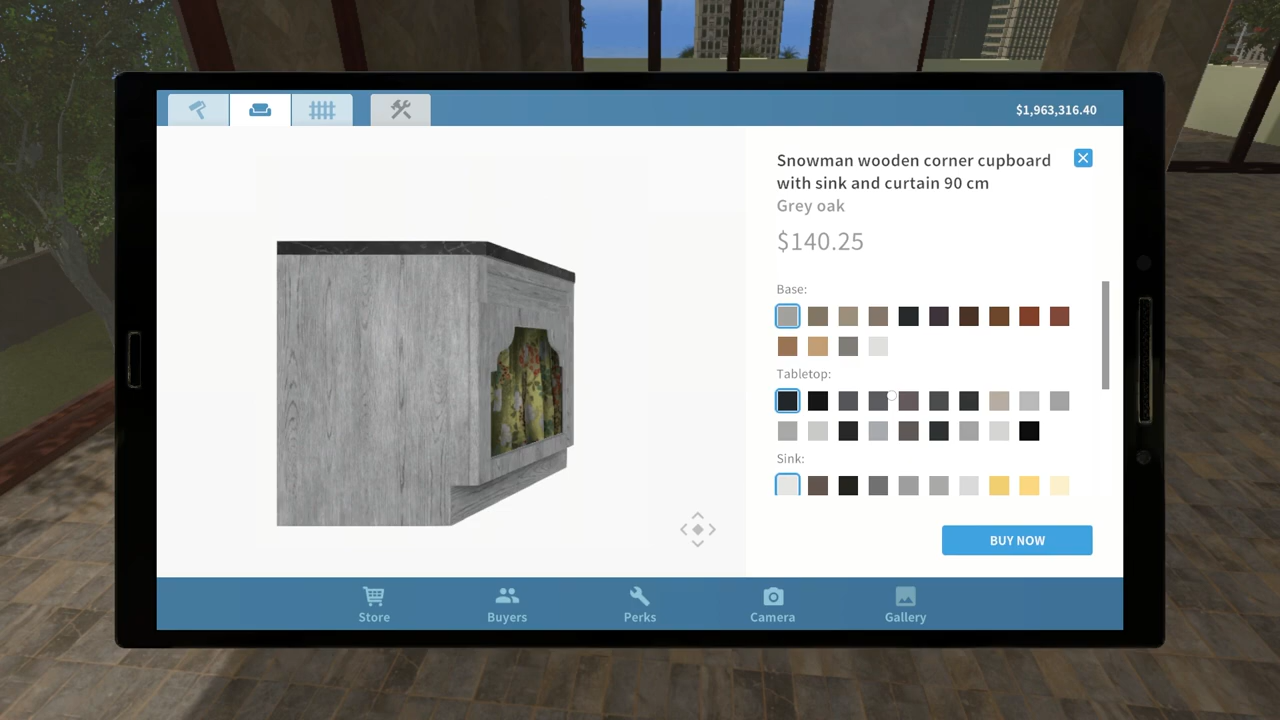 $1,963,316.40
Snowman wooden corner cupboard
with sink and curtain 90 cm
Grey oak
$140.25
Base:
Tabletop:
Sink:
BUY NOW
Store
Buyers
Perks
Camera
Gallery